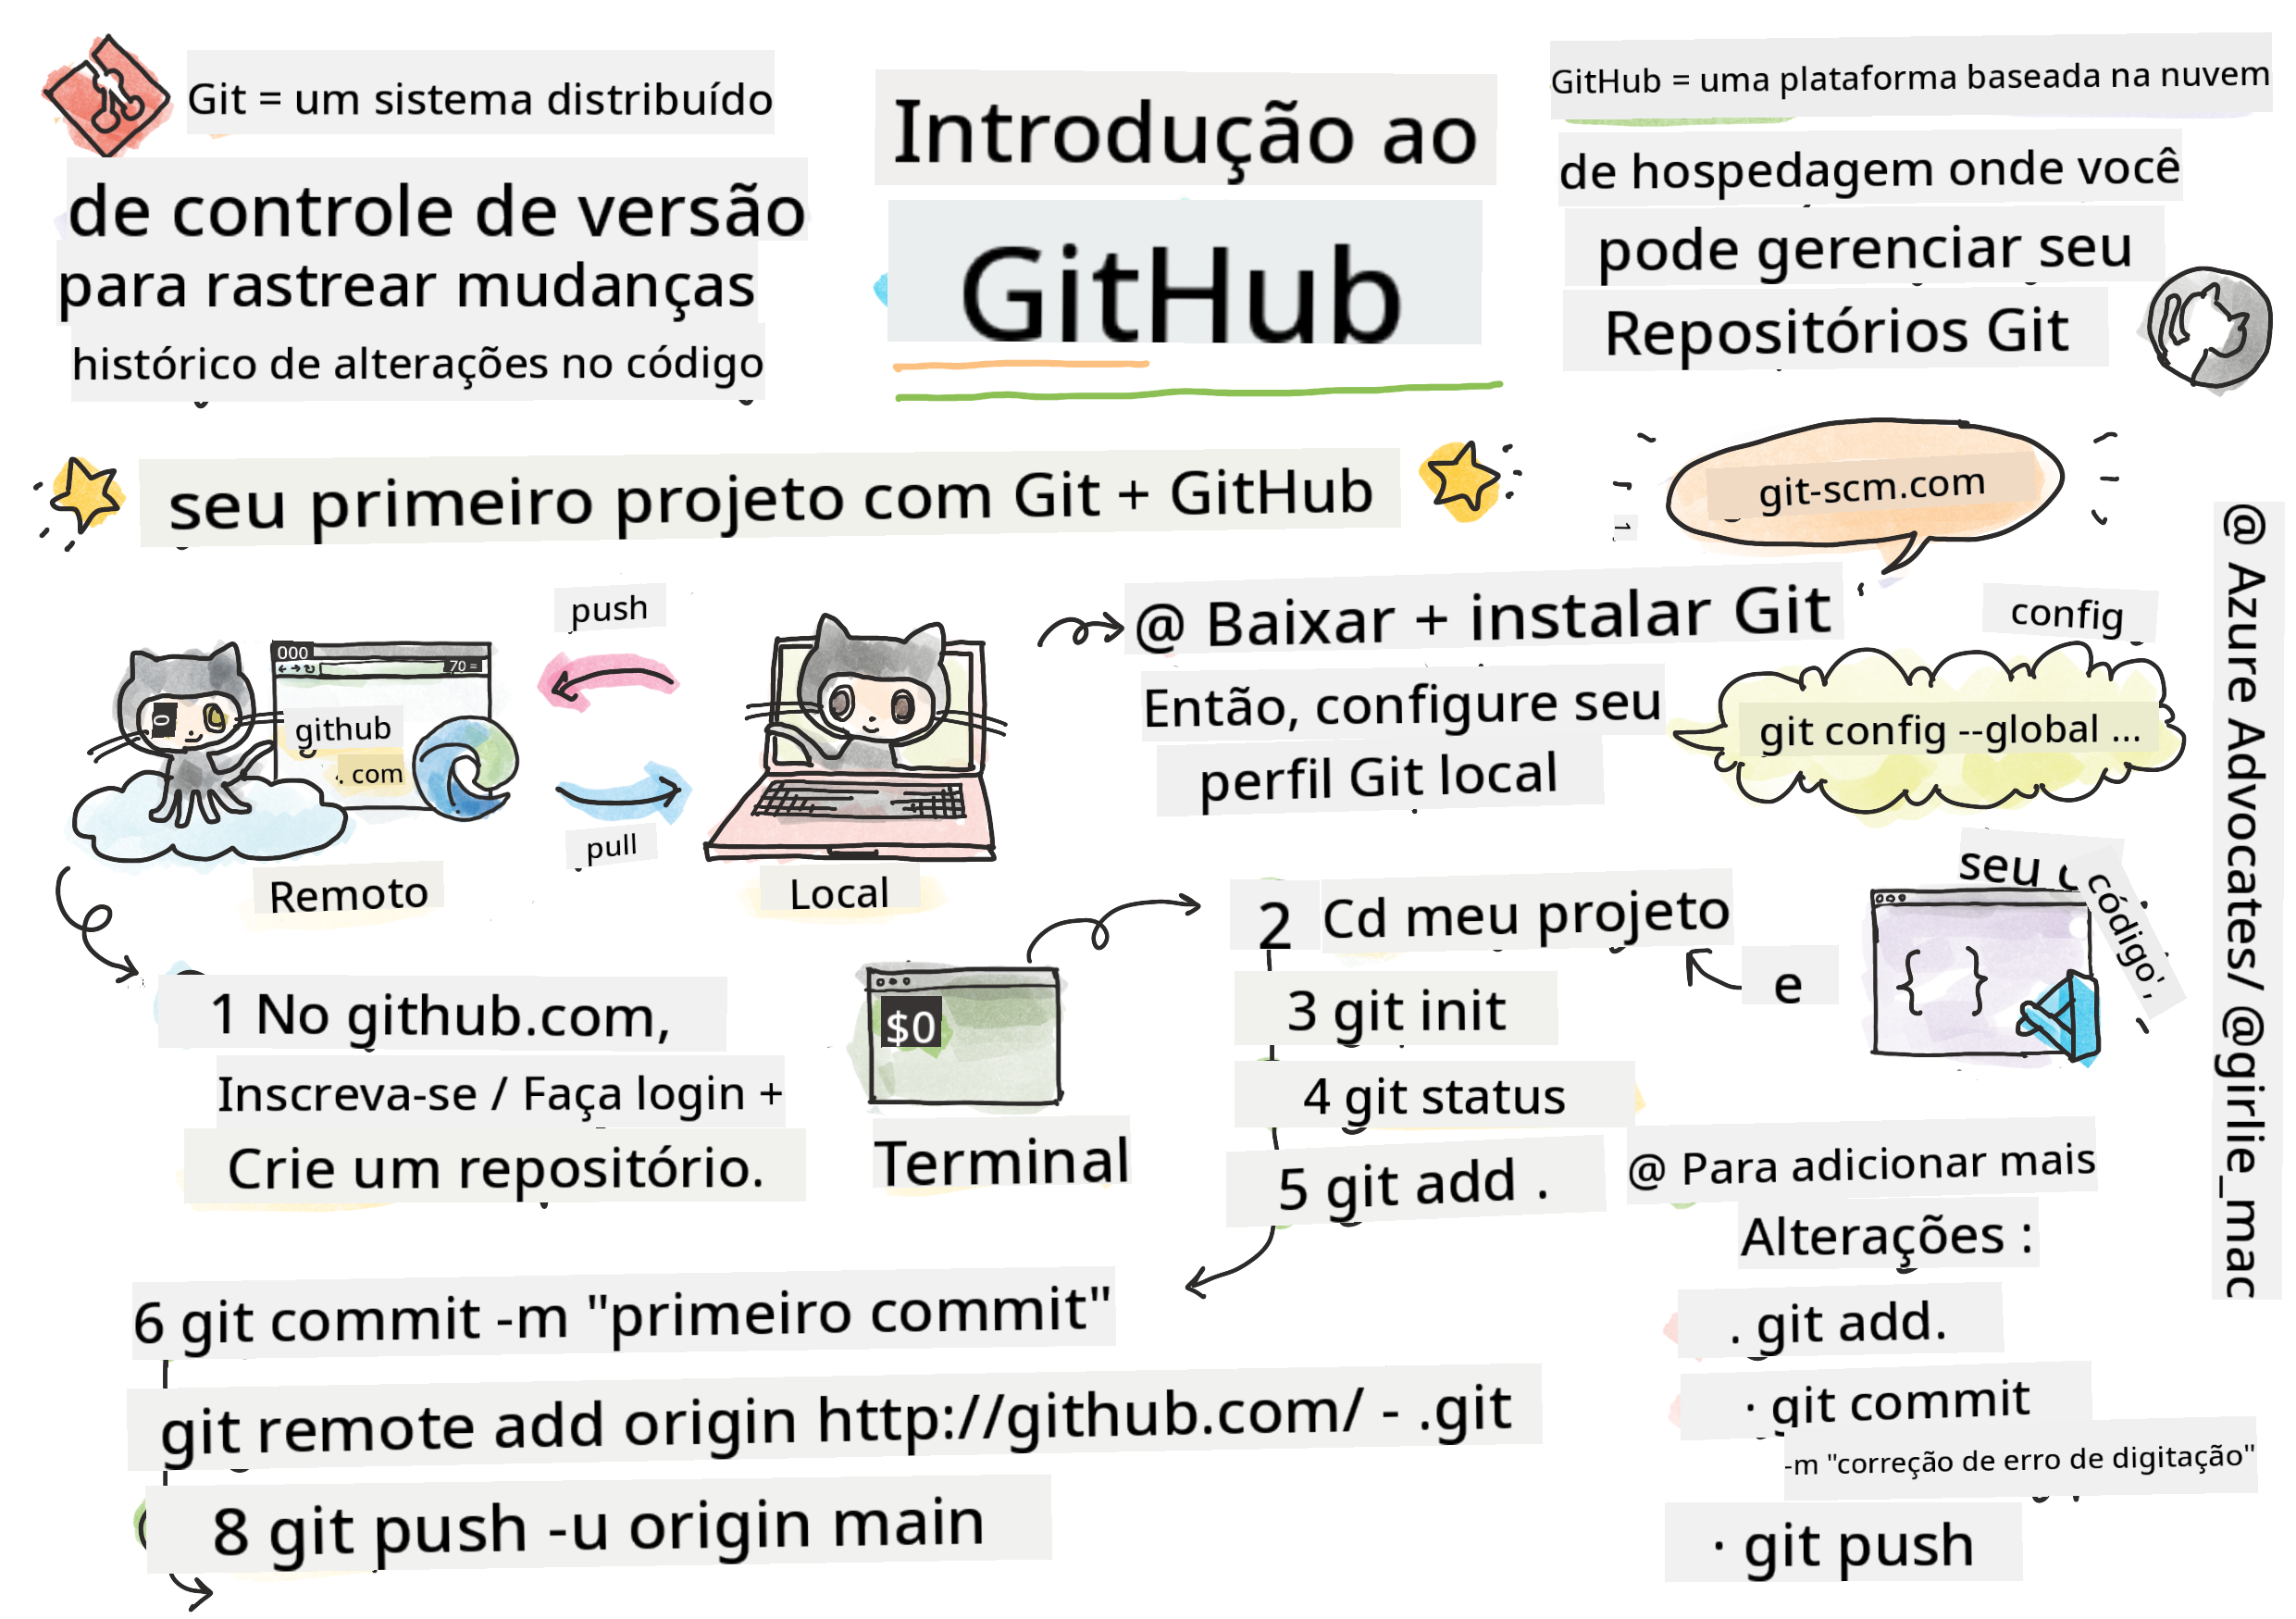 Git = um sistema distribuído
de controle de versão
para rastrear mudanças
histórico de alterações no código
Introdução ao
GitHub
GitHub = uma plataforma baseada na nuvem
de hospedagem onde você
pode gerenciar seu
Repositórios Git
seu primeiro projeto com Git + GitHub
git-scm.com
@ Baixar + instalar Git
Então, configure seu
perfil Git local
config
git config --global ...
push
pull
000
70 =
0
github
. com
Remoto
Local
1 No github.com,
Inscreva-se / Faça login +
Crie um repositório.
$0
Terminal
2 Cd meu projeto
e
seu
código',
{ }
3 git init
4 git status
5 git add .
6 git commit -m "primeiro commit"
git remote add origin http://github.com/ - .git
8 git push -u origin main
@ Para adicionar mais
Alterações :
. git add.
· git commit
-m "correção de erro de digitação"
· git push
@ Azure Advocates/ @girlie_mac